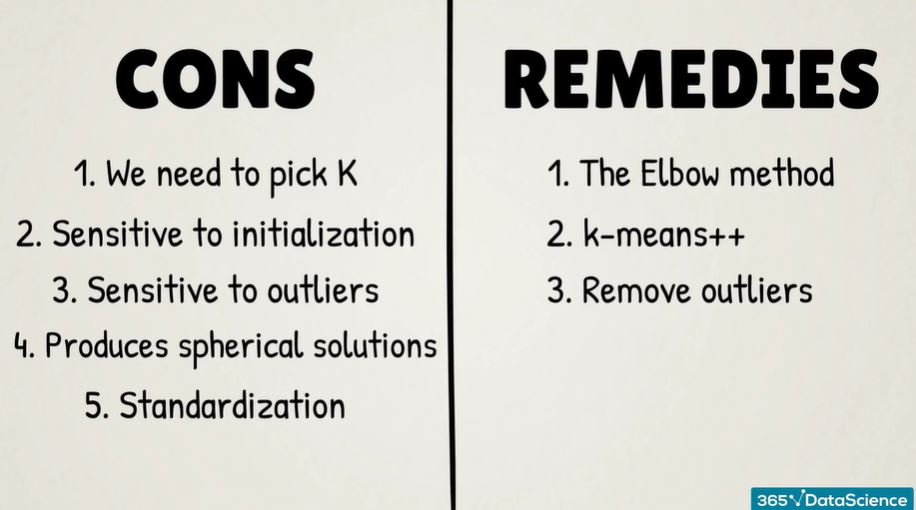 CONS
1. We need to pick K
2. Sensitive to initialization
3. Sensitive to outliers
4. Produces spherical solutions
5. Standardization
REMEDIES
1. The Elbow method
2. k-means++
3. Remove outliers
365 DataScience